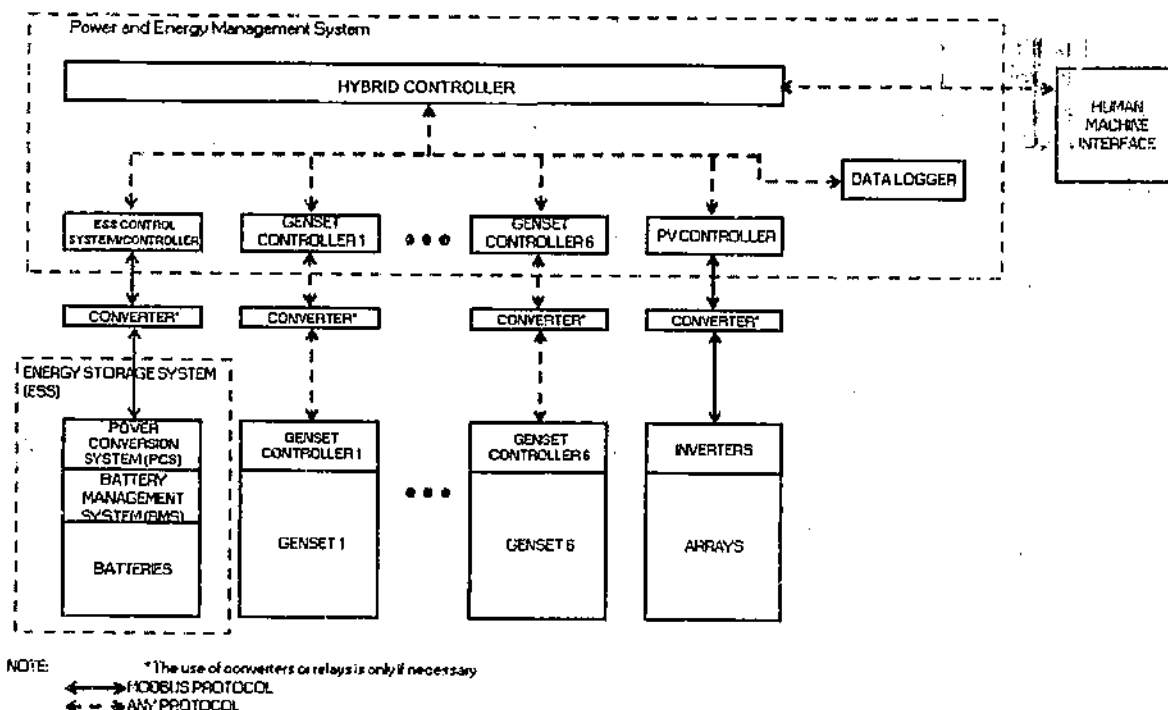 Power and Energy Management System
HYBRID CONTROLLER
HUMAN
MACHINE
INTERFACE
DATA LOGGER
ESS CONTROL
SYSTEM/CONTROLLER
GENSET
CONTROLLER 1
GENSET
CONTROLLER 6
PV CONTROLLER
CONVERTER*
CONVERTER*
CONVERTER*
CONVERTER*
ENERGY STORAGE SYSTEM
(ESS)
POWER
CONVERSION
SYSTEM (PCS)
BATTERY
MANAGEMENT
SYSTEM (BMS)
BATTERIES
GENSET
CONTROLLER 1
GENSET 1
GENSET
CONTROLLER 6
GENSET 6
INVERTERS
ARRAYS
NOTE: * The use of converters or relays is only if necessary
MODBUS PROTOCOL
ANY PROTOCOL